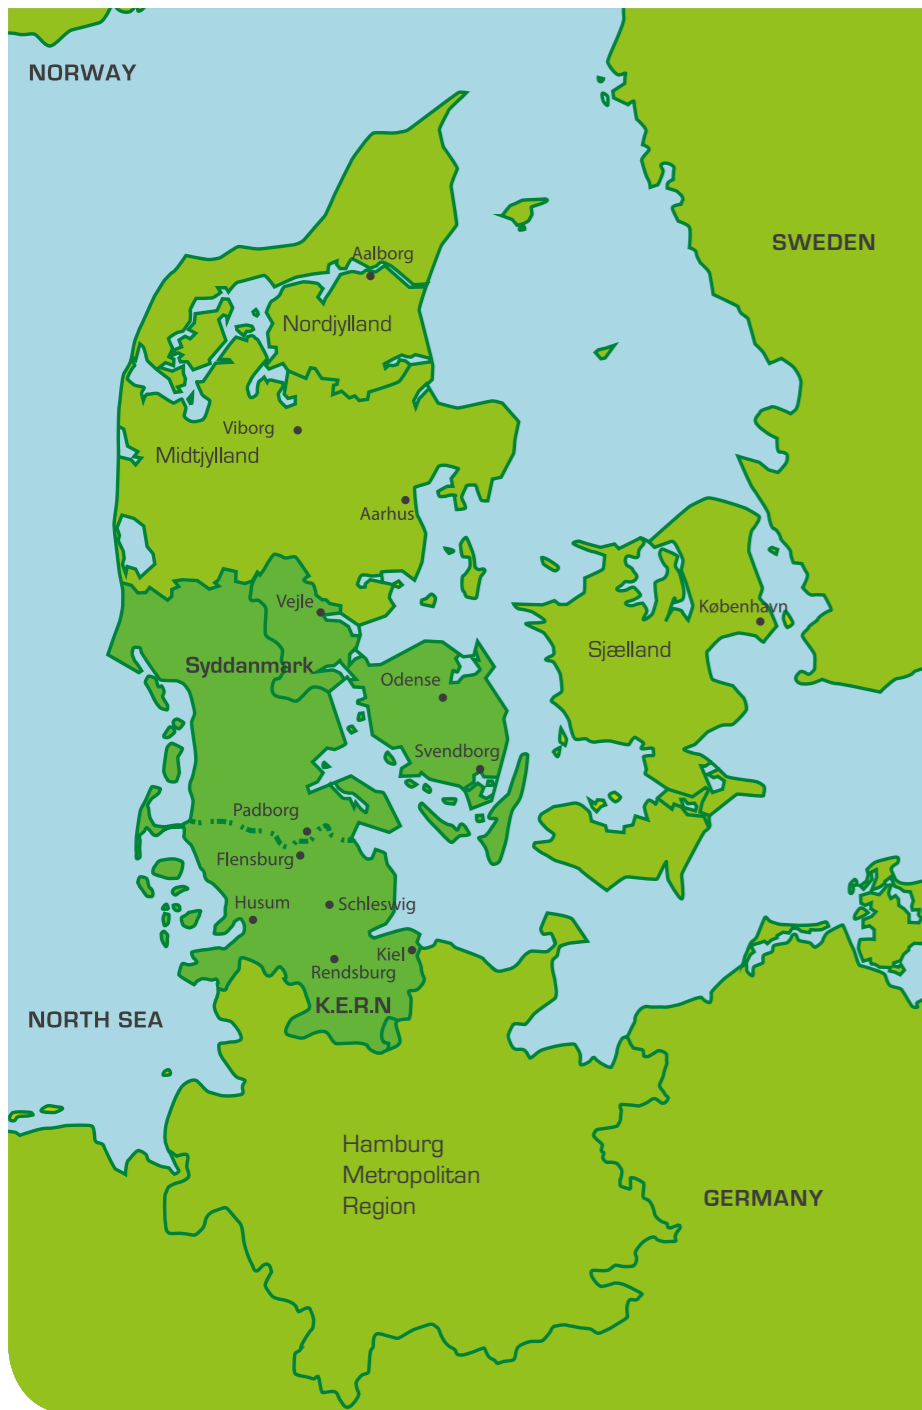 NORWAY
SWEDEN
Aalborg
Nordjylland
Viborg
Midtjylland
Aarhus
Vejle
København
Sjælland
Syddanmark
Odense
Svendborg
Padborg
Flensburg
Husum
Schleswig
Kiel
Rendsburg
K.E.R.N
NORTH SEA
Hamburg
Metropolitan
Region
GERMANY